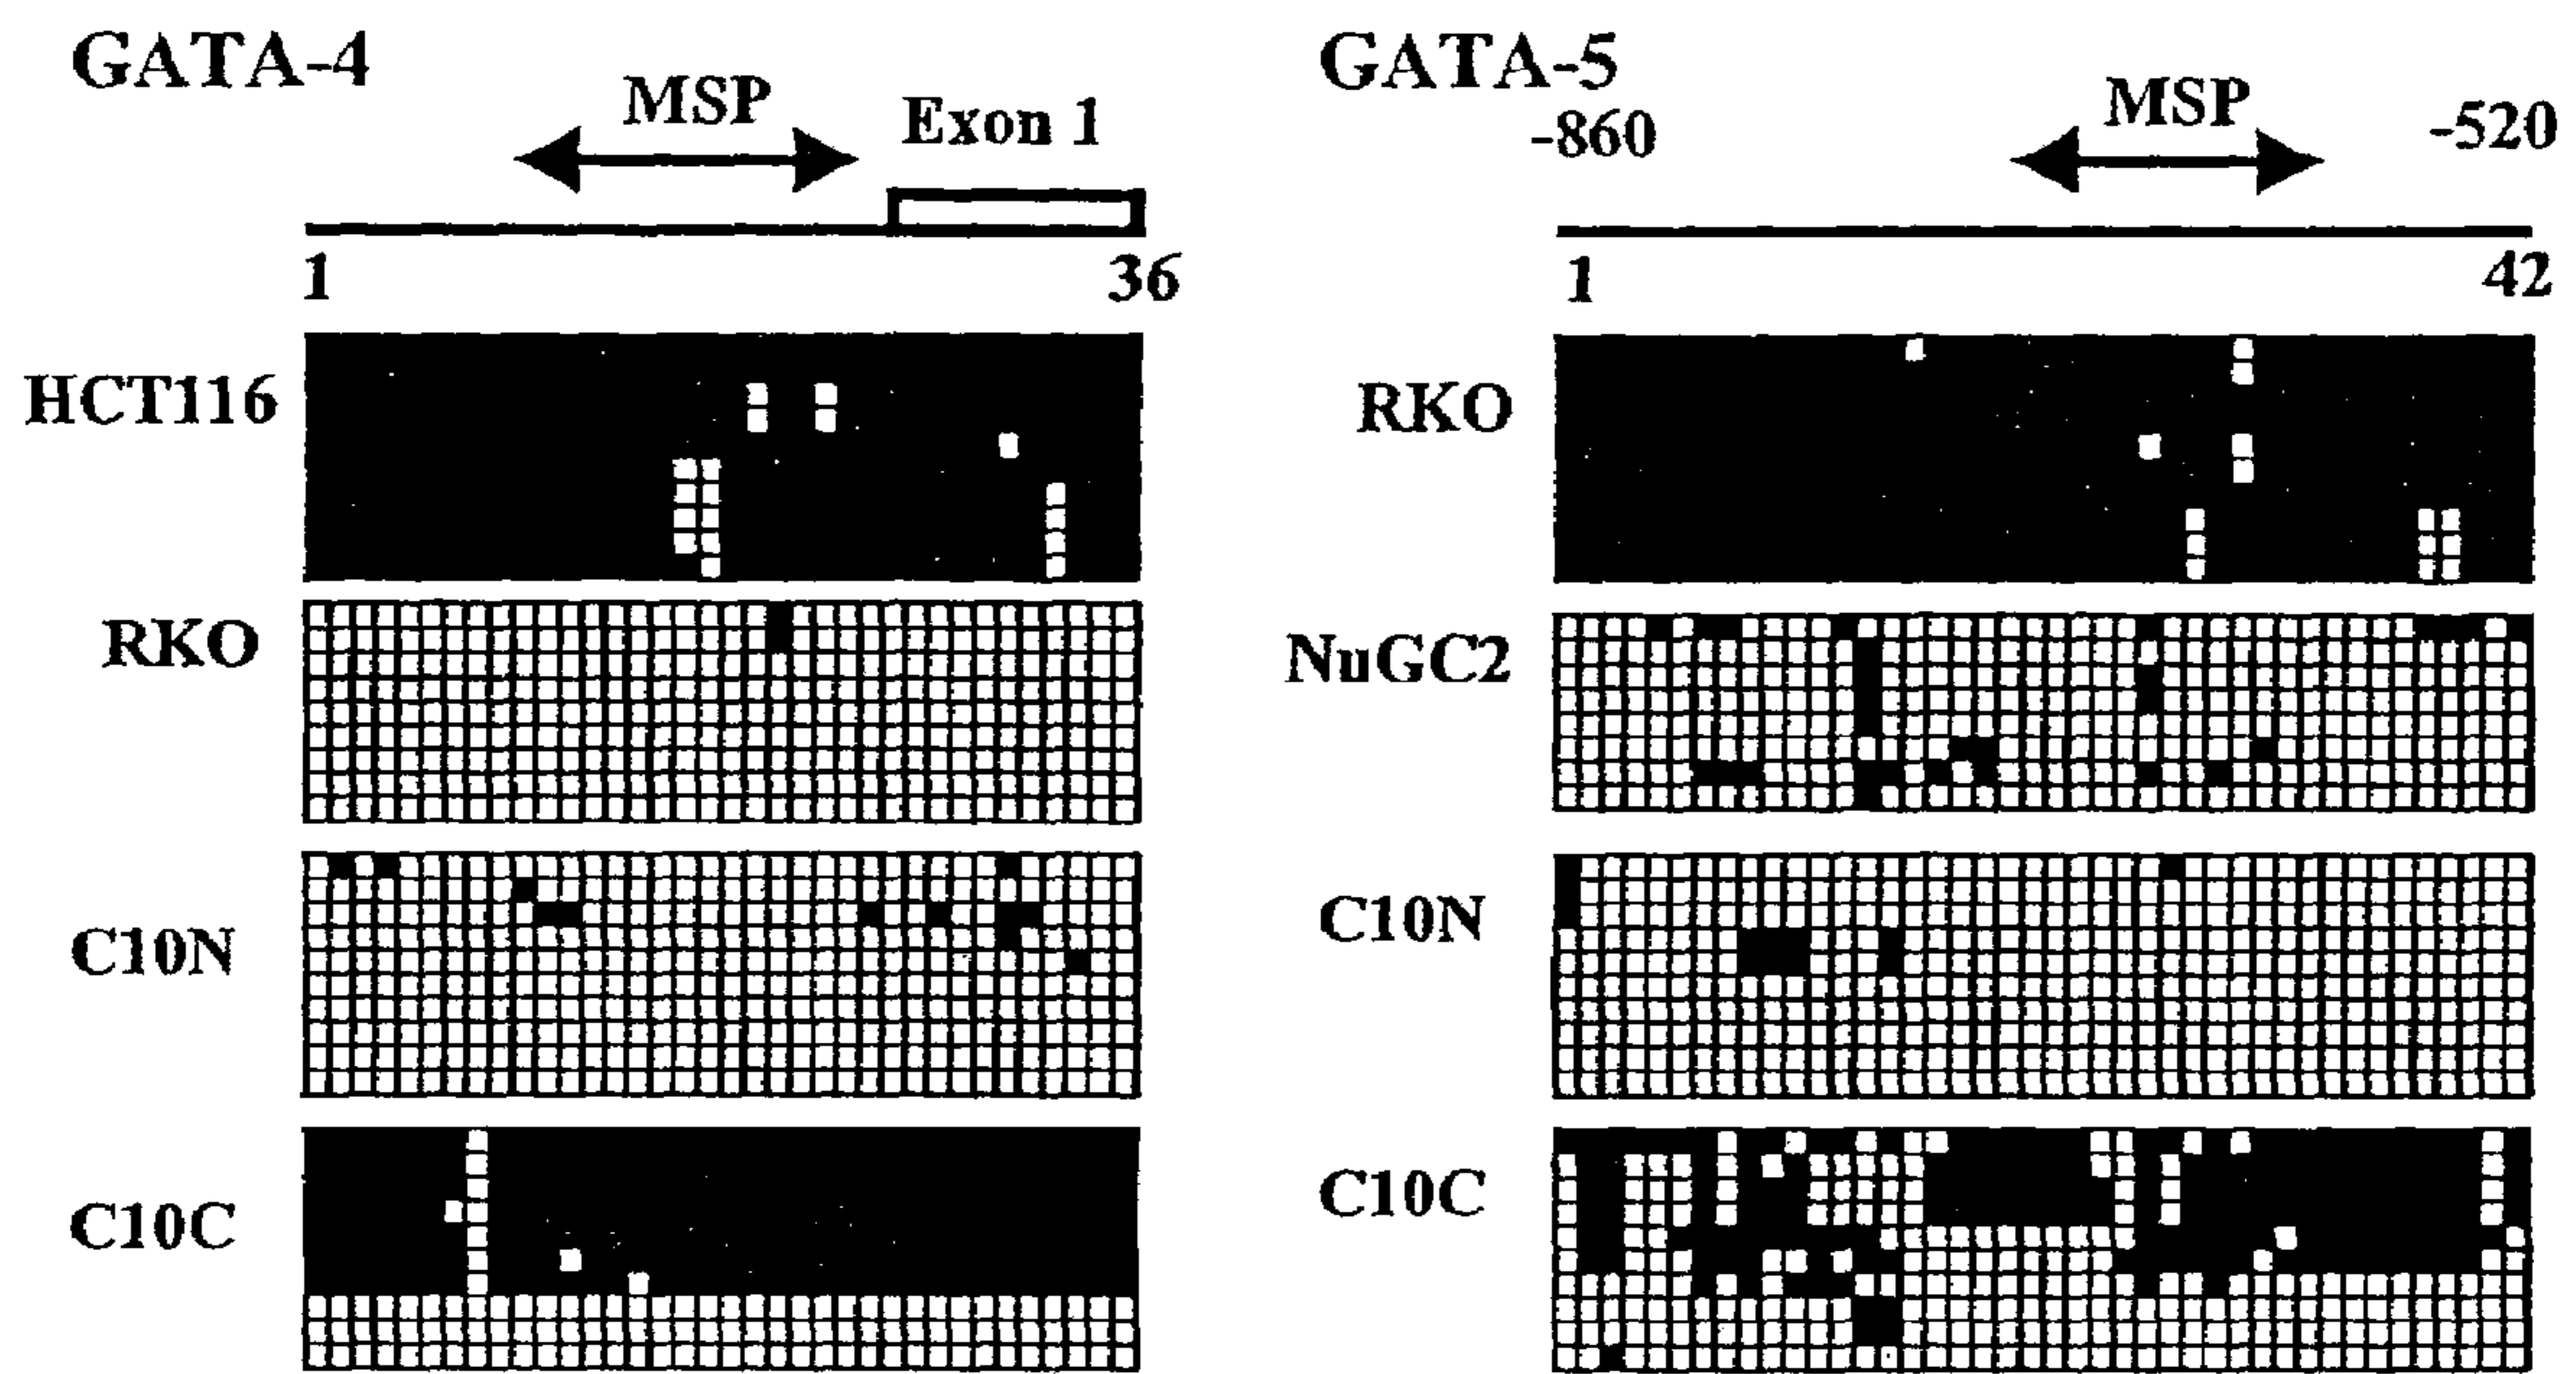 GATA-4
MSP
Exon 1
1
36
HCT116
RKO
C10N
C10C
GATA-5
-860
MSP
-520
1
42
RKO
NuGC2
C10N
C10C